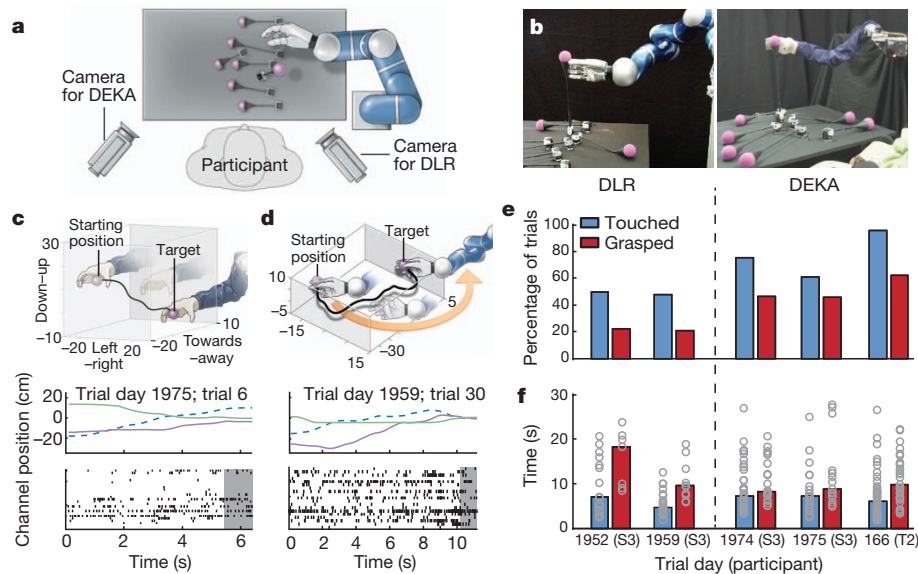 a
Camera
for DEKA
Participant
Camera
for DLR
b
DLR
DEKA
c
Starting
position
Target
30
Down–up
–10
–20
Left
–right
20
–20
–10
Towards
–away
d
Starting
position
Target
10
–5
–15
15
–30
5
Trial day 1975; trial 6
Trial day 1959; trial 30
Channel position (cm)
20
–20
0 2 4 6
Time (s)
0 2 4 6 8 10
Time (s)
e
Percentage of trials
100
80
60
40
20
0
Touched
Grasped
f
Time (s)
30
20
10
0
1952 (S3) 1959 (S3) 1974 (S3) 1975 (S3) 166 (T2)
Trial day (participant)